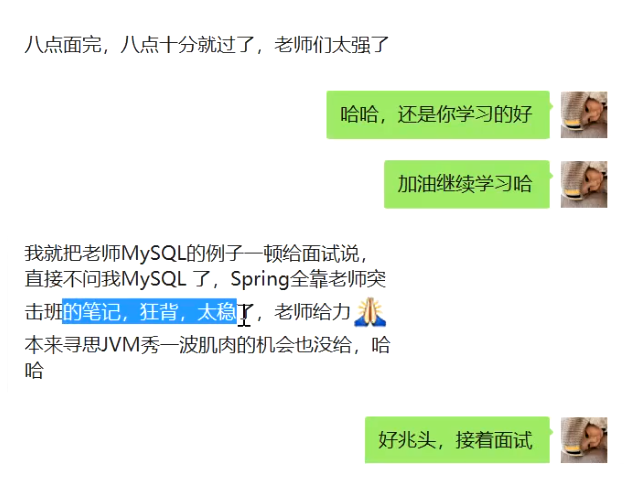 八点面完，八点十分就过了，老师们太强了
哈哈，还是你学习的好
加油继续学习哈
我就把老师MySQL的例子一顿给面试说，
直接不问我MySQL 了，Spring全靠老师突
击班的笔记，狂背，太稳了，老师给力
本来寻思JVM秀一波肌肉的机会也没给，哈
哈
好兆头，接着面试